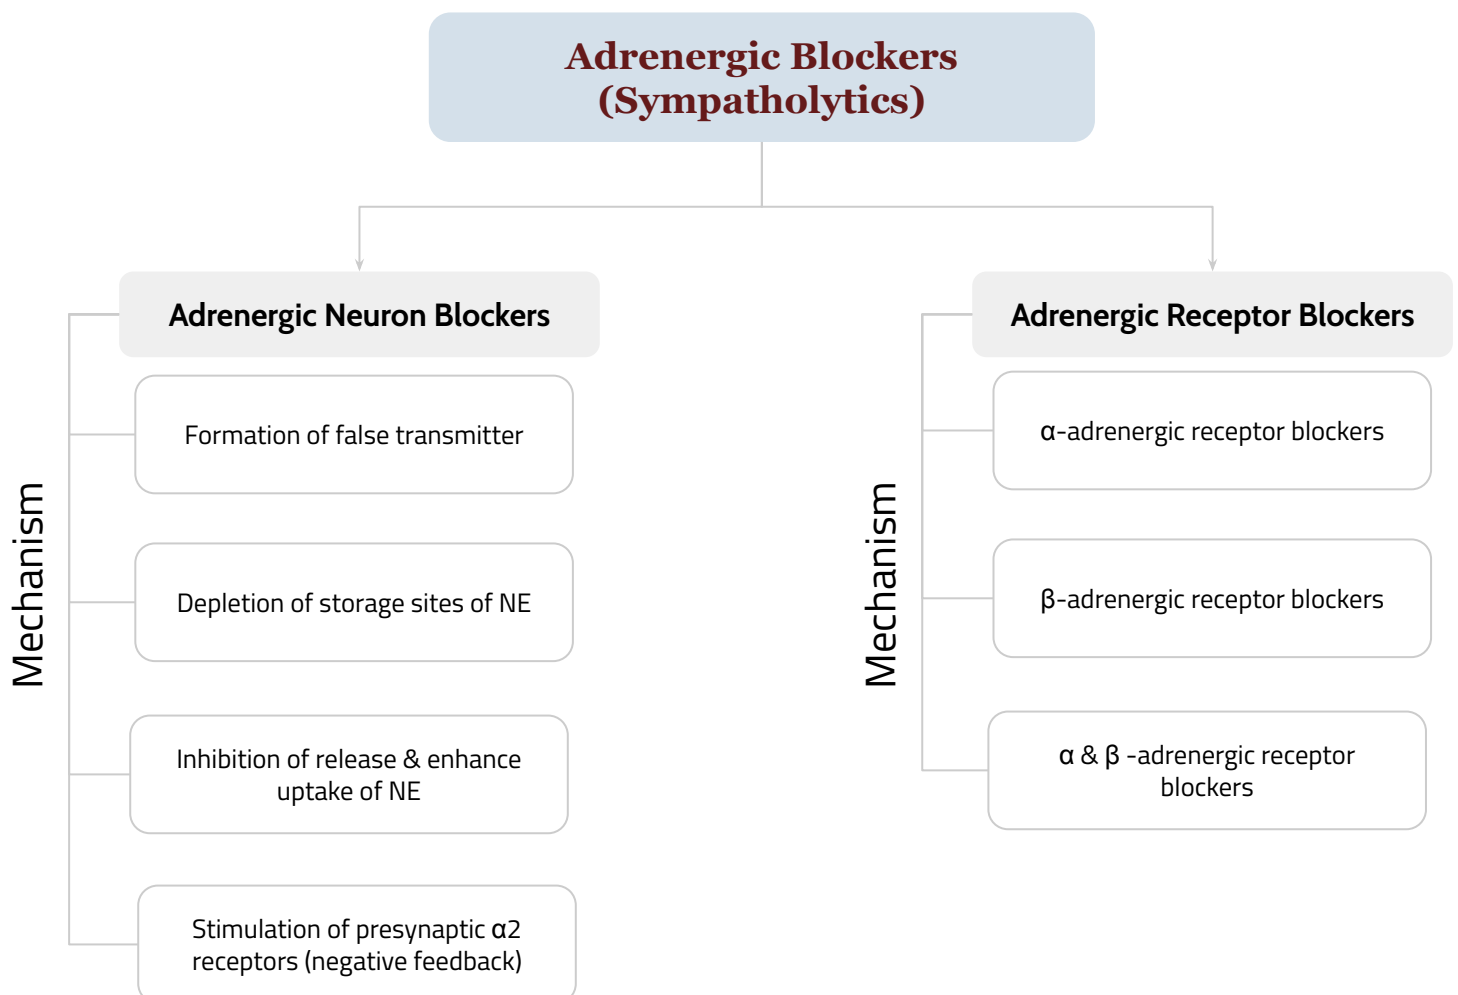 Adrenergic Blockers
(Sympatholytics)
Adrenergic Neuron Blockers
Mechanism
Formation of false transmitter
Depletion of storage sites of NE
Inhibition of release & enhance
uptake of NE
Stimulation of presynaptic α2
receptors (negative feedback)
Adrenergic Receptor Blockers
Mechanism
α-adrenergic receptor blockers
β-adrenergic receptor blockers
α & β -adrenergic receptor
blockers